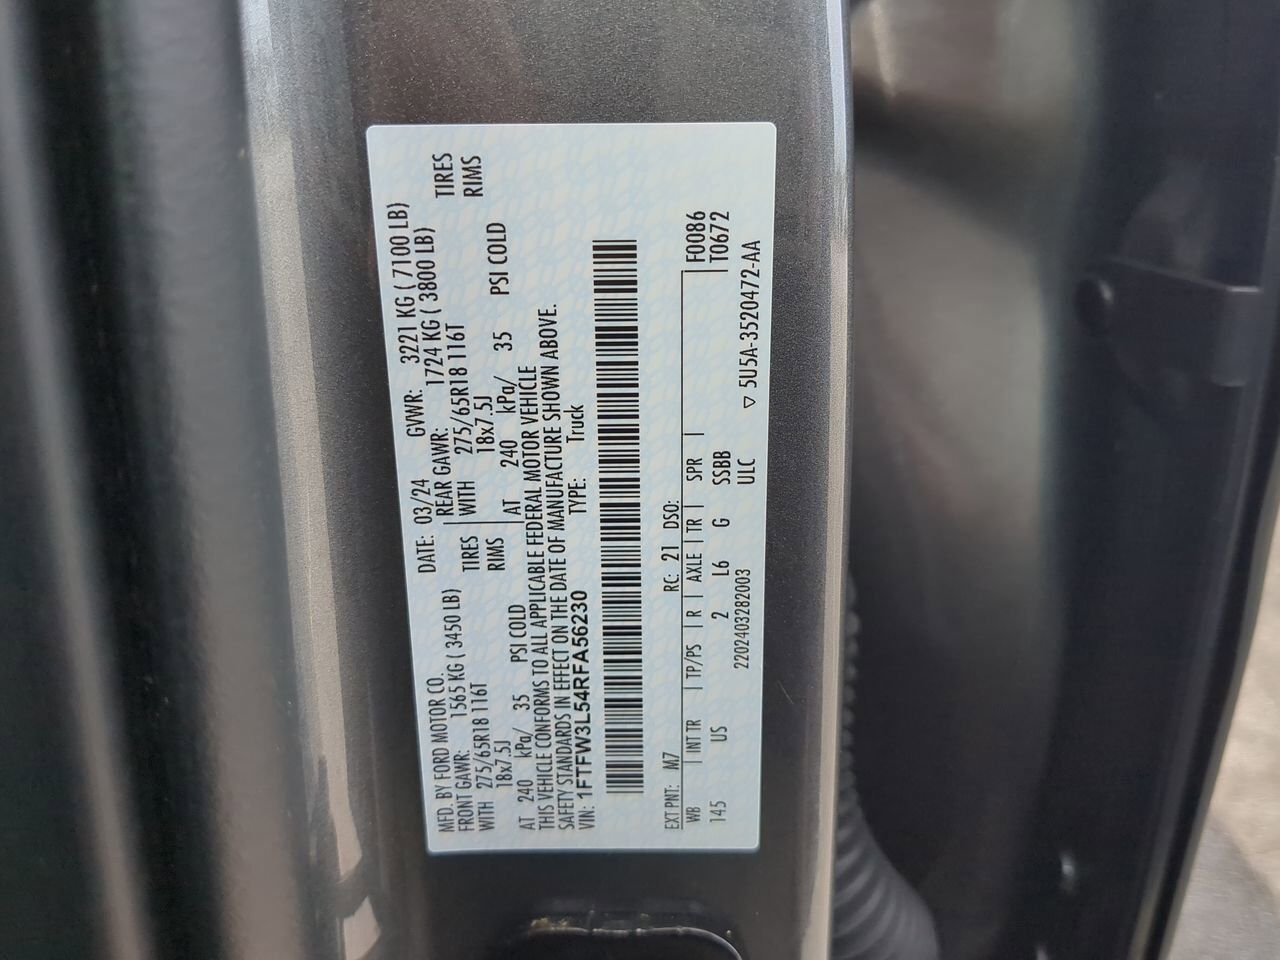 MFD. BY FORD MOTOR CO. DATE: 03/24 GVWR: 3221 KG ( 7100 LB)
FRONT GAWR: 1565 KG ( 3450 LB) REAR GAWR: 1724 KG ( 3800 LB)
WITH 275/65R18 116T TIRES WITH 275/65R18 116T TIRES
18x7.5J RIMS 18x7.5J RIMS
AT 240 kPa/ 35 PSI COLD AT 240 kPa/ 35 PSI COLD
THIS VEHICLE CONFORMS TO ALL APPLICABLE FEDERAL MOTOR VEHICLE
SAFETY STANDARDS IN EFFECT ON THE DATE OF MANUFACTURE SHOWN ABOVE.
VIN: 1FTFW3L54RFA56230 TYPE: Truck
EXT PNT: M7 RC: 21 DSO:
WB INT TR TP/PS R AXLE TR SPR F0086
145 US 2 L6 G SSBB T0672
2202403282003 ULC ▽ 5U5A-3520472-AA